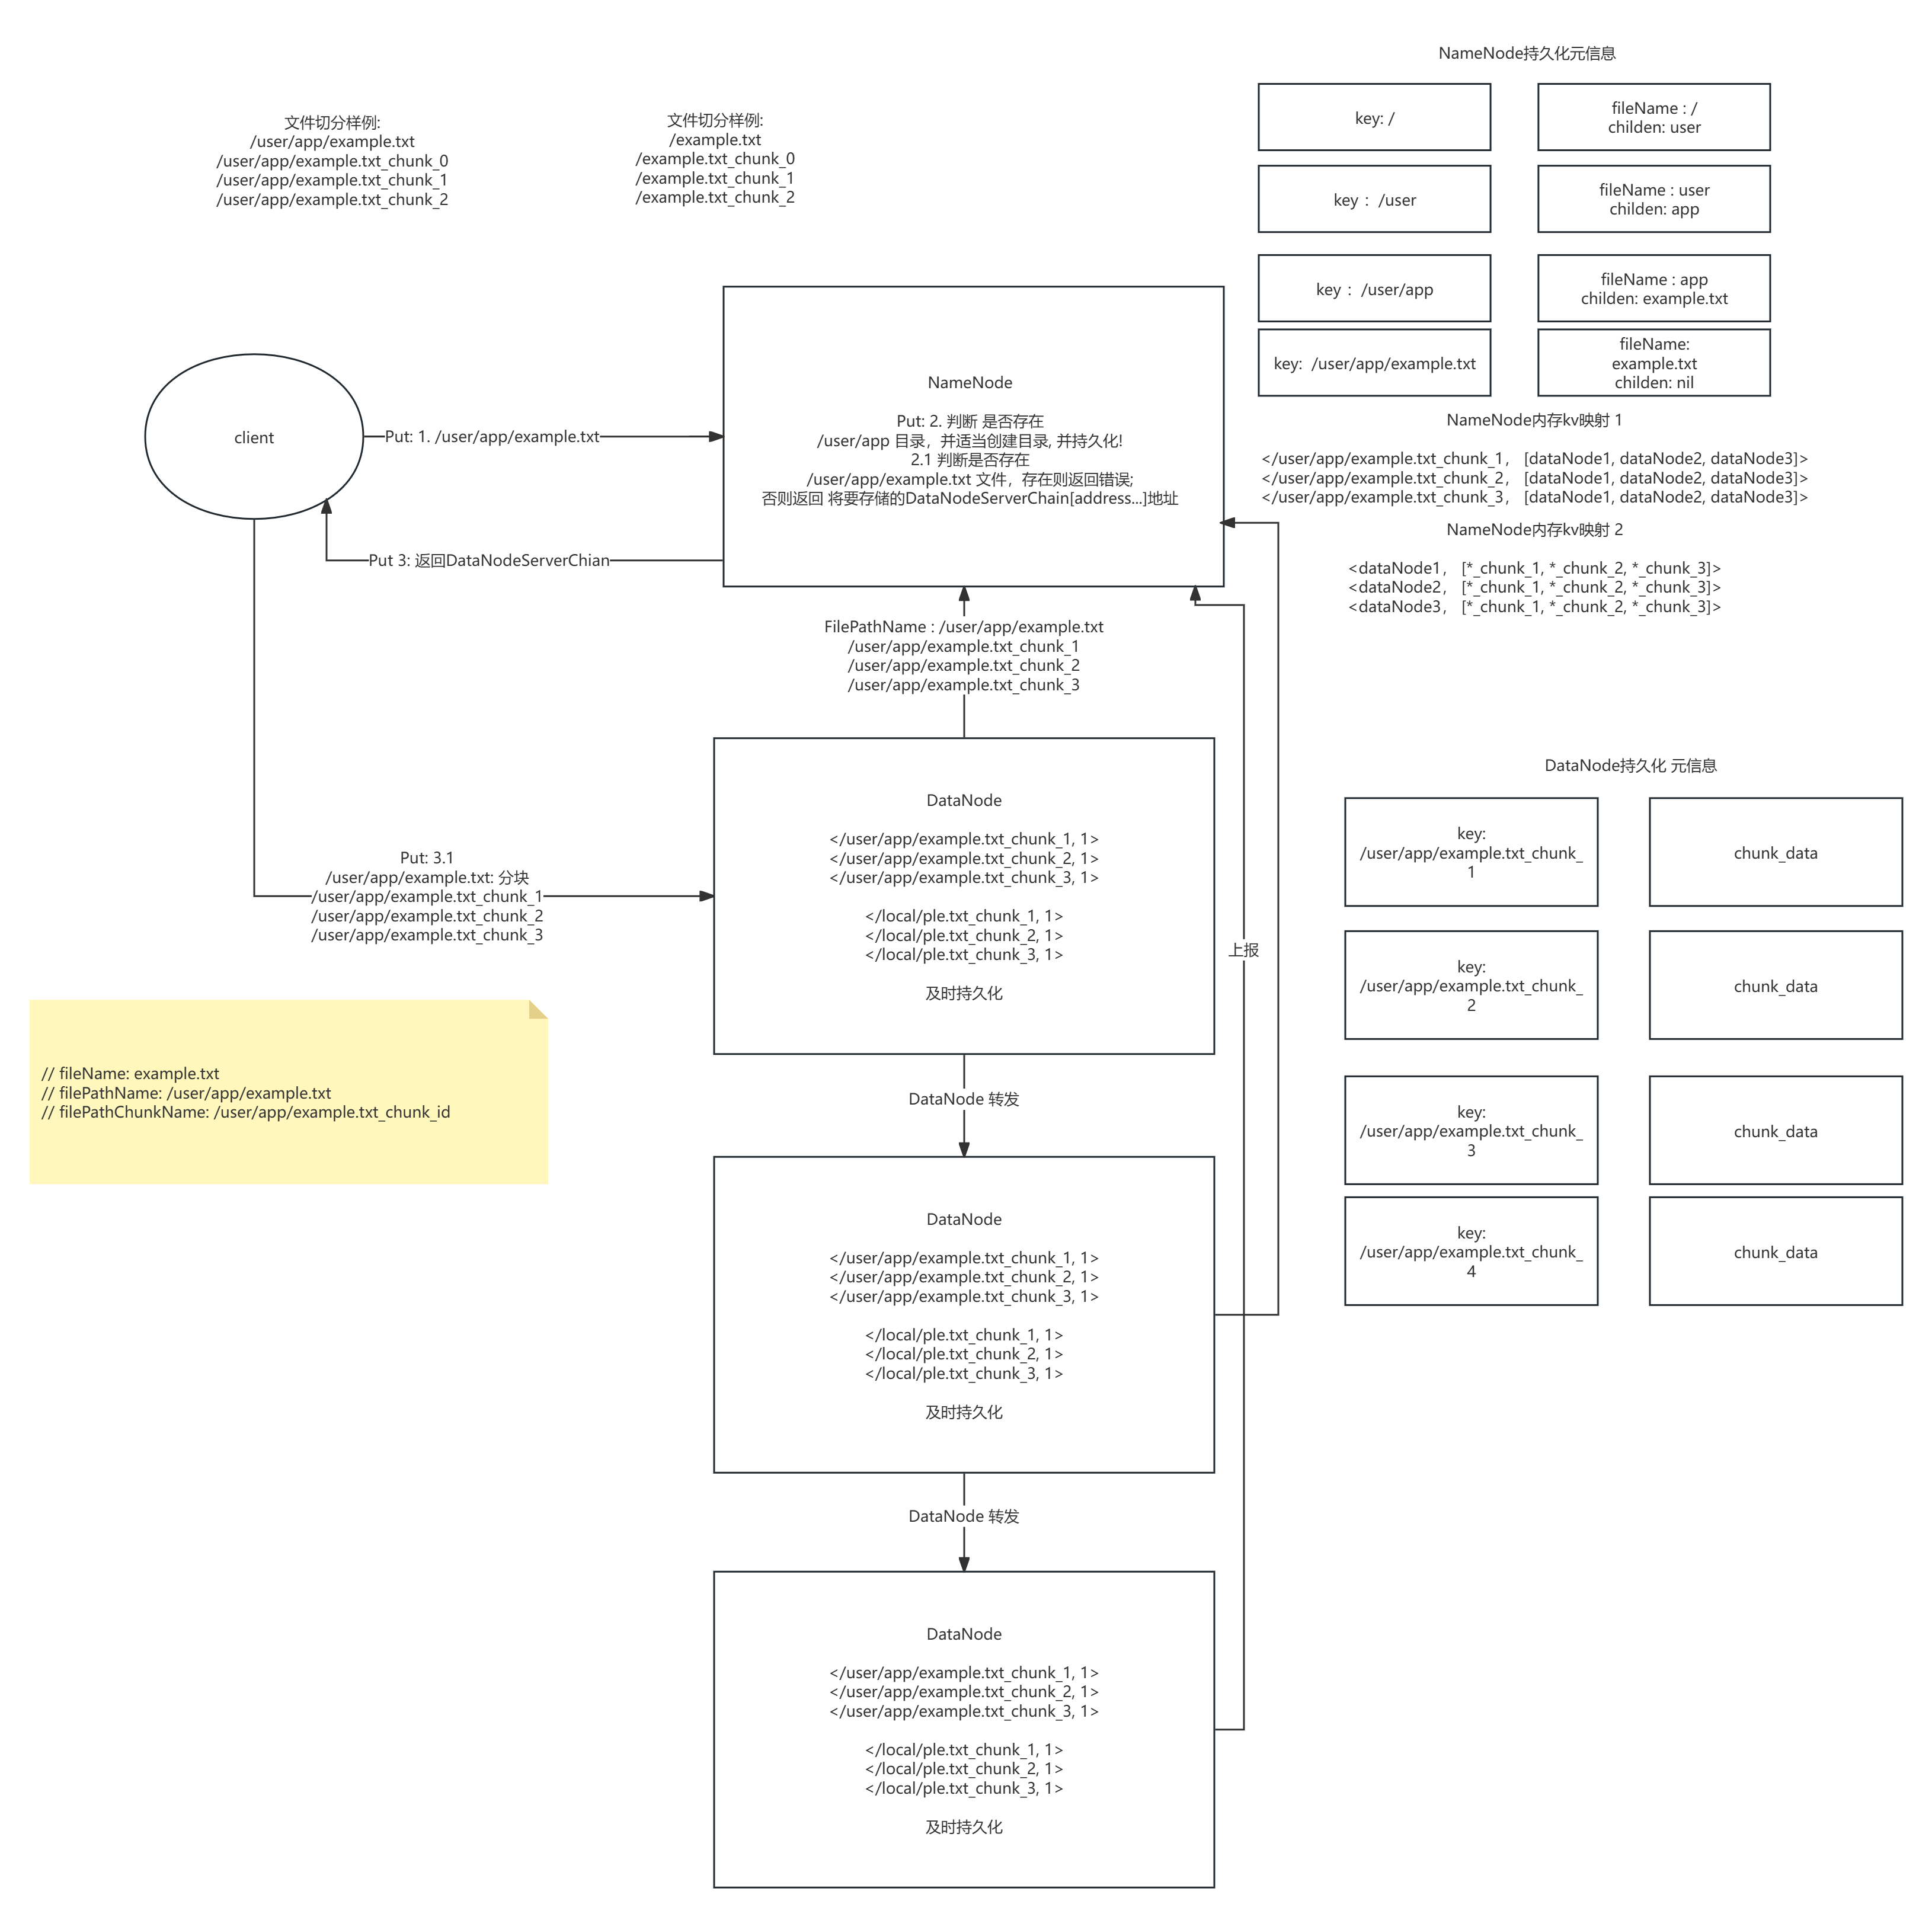 文件切分样例:
/user/app/example.txt
/user/app/example.txt_chunk_0
/user/app/example.txt_chunk_1
/user/app/example.txt_chunk_2
文件切分样例:
/example.txt
/example.txt_chunk_0
/example.txt_chunk_1
/example.txt_chunk_2
NameNode持久化元信息
key: /
fileName : /
childen: user
key： /user
fileName : user
childen: app
key： /user/app
fileName : app
childen: example.txt
key: /user/app/example.txt
fileName:
example.txt
childen: nil
NameNode内存kv映射 1
</user/app/example.txt_chunk_1， [dataNode1, dataNode2, dataNode3]>
</user/app/example.txt_chunk_2， [dataNode1, dataNode2, dataNode3]>
</user/app/example.txt_chunk_3， [dataNode1, dataNode2, dataNode3]>
NameNode内存kv映射 2
<dataNode1， [*_chunk_1, *_chunk_2, *_chunk_3]>
<dataNode2， [*_chunk_1, *_chunk_2, *_chunk_3]>
<dataNode3， [*_chunk_1, *_chunk_2, *_chunk_3]>
client
Put: 1. /user/app/example.txt
NameNode
Put: 2. 判断 是否存在
/user/app 目录，并适当创建目录, 并持久化!
2.1 判断是否存在
/user/app/example.txt 文件，存在则返回错误;
否则返回 将要存储的DataNodeServerChain[address...]地址
Put 3: 返回DataNodeServerChian
FilePathName : /user/app/example.txt
/user/app/example.txt_chunk_1
/user/app/example.txt_chunk_2
/user/app/example.txt_chunk_3
Put: 3.1
/user/app/example.txt: 分块
/user/app/example.txt_chunk_1
/user/app/example.txt_chunk_2
/user/app/example.txt_chunk_3
DataNode
</user/app/example.txt_chunk_1, 1>
</user/app/example.txt_chunk_2, 1>
</user/app/example.txt_chunk_3, 1>
</local/ple.txt_chunk_1, 1>
</local/ple.txt_chunk_2, 1>
</local/ple.txt_chunk_3, 1>
及时持久化
上报
DataNode持久化 元信息
key:
/user/app/example.txt_chunk_
1
chunk_data
key:
/user/app/example.txt_chunk_
2
chunk_data
key:
/user/app/example.txt_chunk_
3
chunk_data
key:
/user/app/example.txt_chunk_
4
chunk_data
// fileName: example.txt
// filePathName: /user/app/example.txt
// filePathChunkName: /user/app/example.txt_chunk_id
DataNode 转发
DataNode
</user/app/example.txt_chunk_1, 1>
</user/app/example.txt_chunk_2, 1>
</user/app/example.txt_chunk_3, 1>
</local/ple.txt_chunk_1, 1>
</local/ple.txt_chunk_2, 1>
</local/ple.txt_chunk_3, 1>
及时持久化
DataNode 转发
DataNode
</user/app/example.txt_chunk_1, 1>
</user/app/example.txt_chunk_2, 1>
</user/app/example.txt_chunk_3, 1>
</local/ple.txt_chunk_1, 1>
</local/ple.txt_chunk_2, 1>
</local/ple.txt_chunk_3, 1>
及时持久化